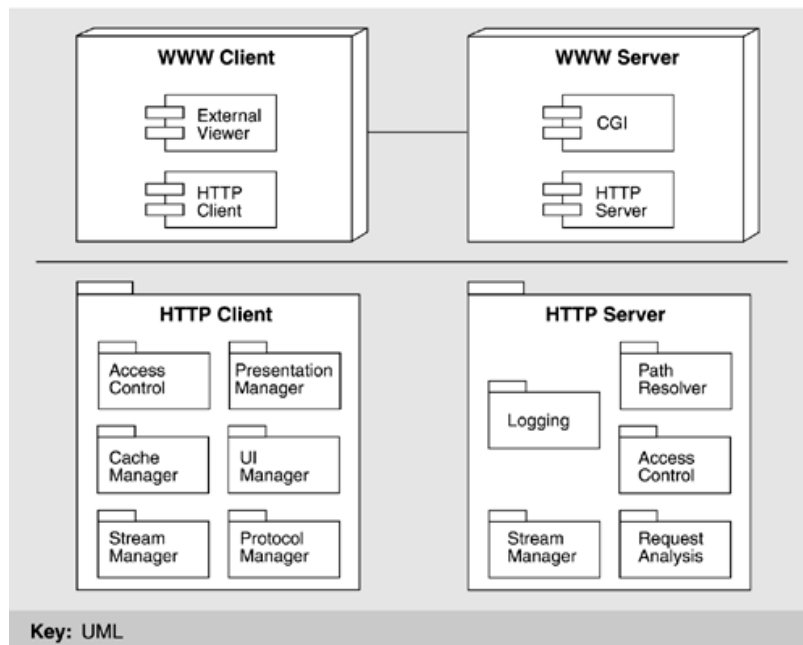 WWW Client
External
Viewer
HTTP
Client
WWW Server
CGI
HTTP
Server
HTTP Client
Access
Control
Presentation
Manager
Cache
Manager
UI
Manager
Stream
Manager
Protocol
Manager
HTTP Server
Logging
Path
Resolver
Access
Control
Stream
Manager
Request
Analysis
Key: UML